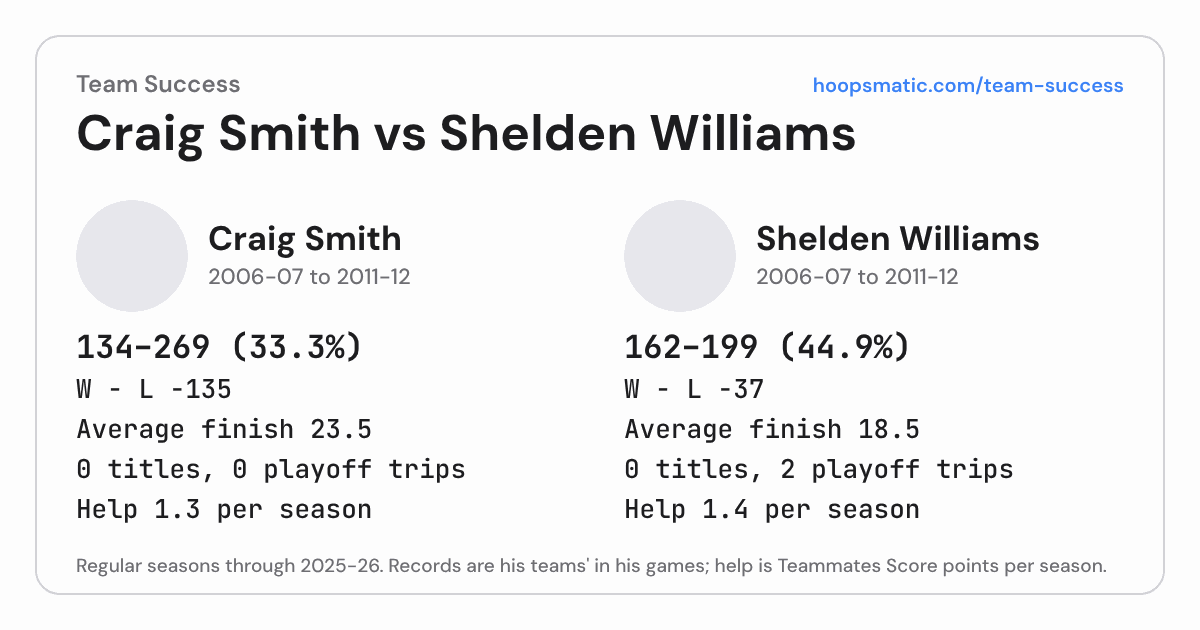 Team Success
hoopsmatic.com/team-success
Craig Smith vs Shelden Williams
Craig Smith
2006-07 to 2011-12
134-269 (33.3%)
W - L -135
Average finish 23.5
0 titles, 0 playoff trips
Help 1.3 per season
Shelden Williams
2006-07 to 2011-12
162-199 (44.9%)
W - L -37
Average finish 18.5
0 titles, 2 playoff trips
Help 1.4 per season
Regular seasons through 2025-26. Records are his teams' in his games; help is Teammates Score points per season.